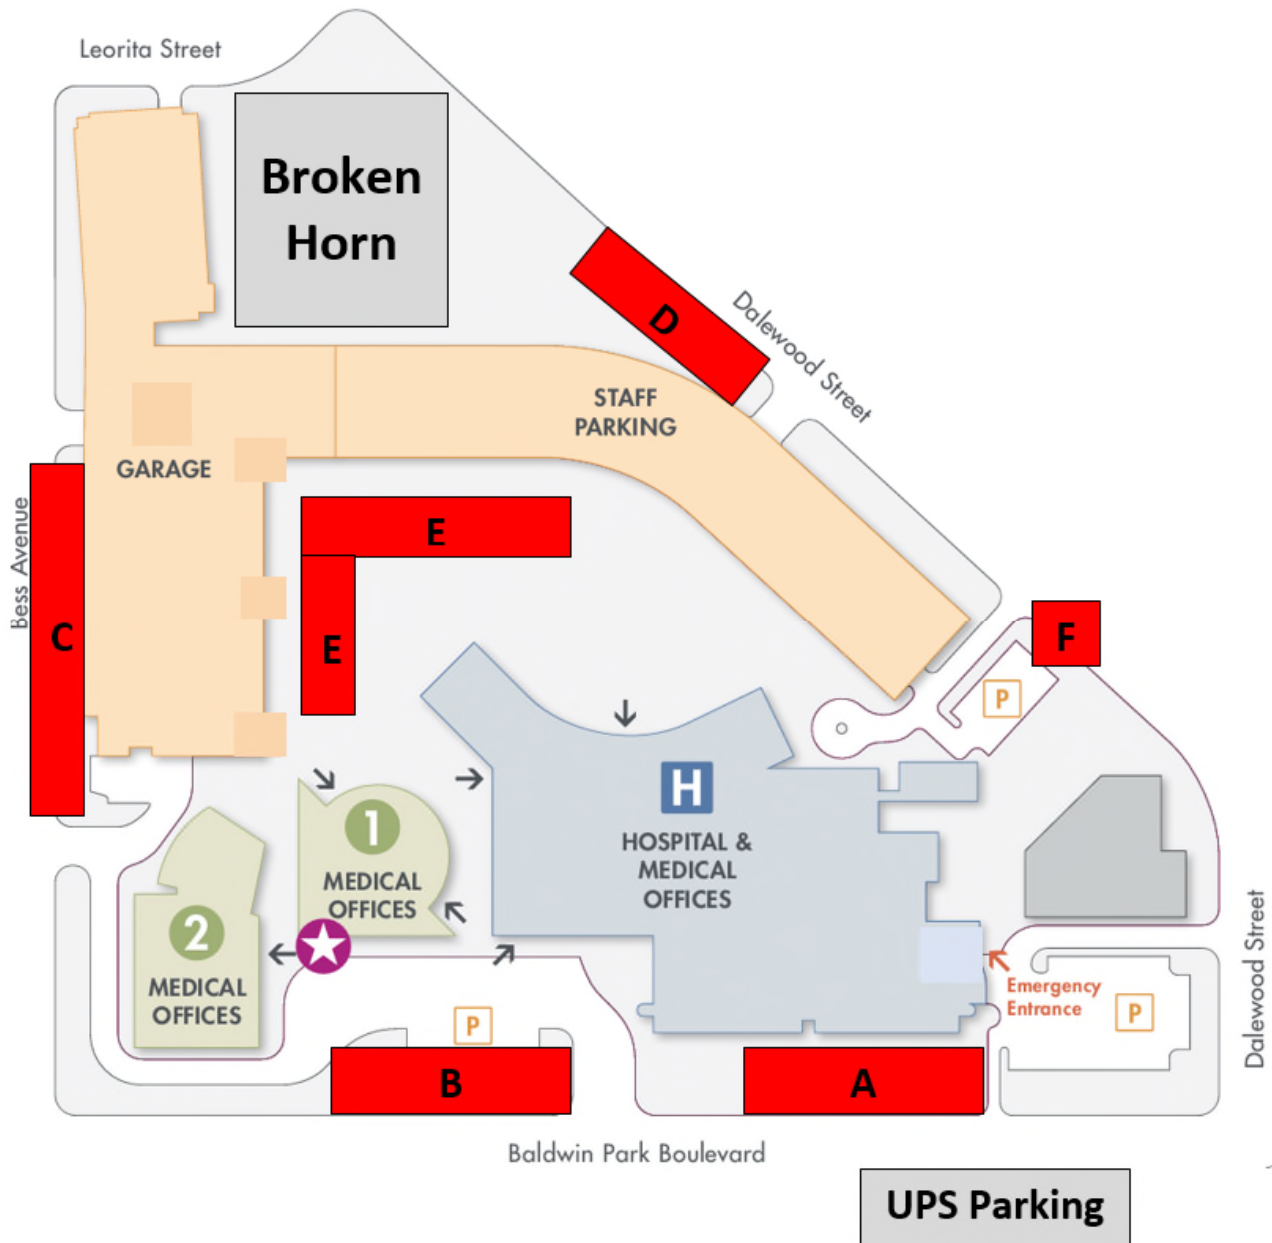 Leorita Street
Broken
Horn
D
Dalewood Street
STAFF
PARKING
GARAGE
Bess Avenue
E
C
E
F
P
H
1
HOSPITAL &
MEDICAL
OFFICES
MEDICAL
OFFICES
2
MEDICAL
OFFICES
Emergency
Entrance
P
P
Dalewood Street
B
A
Baldwin Park Boulevard
UPS Parking